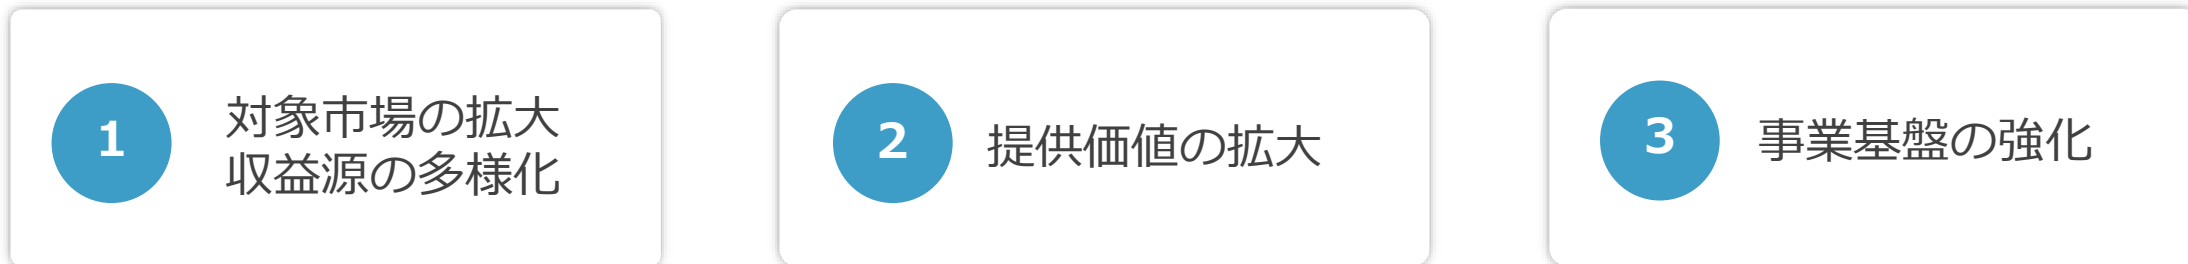 1
対象市場の拡大
収益源の多様化
2
提供価値の拡大
3
事業基盤の強化